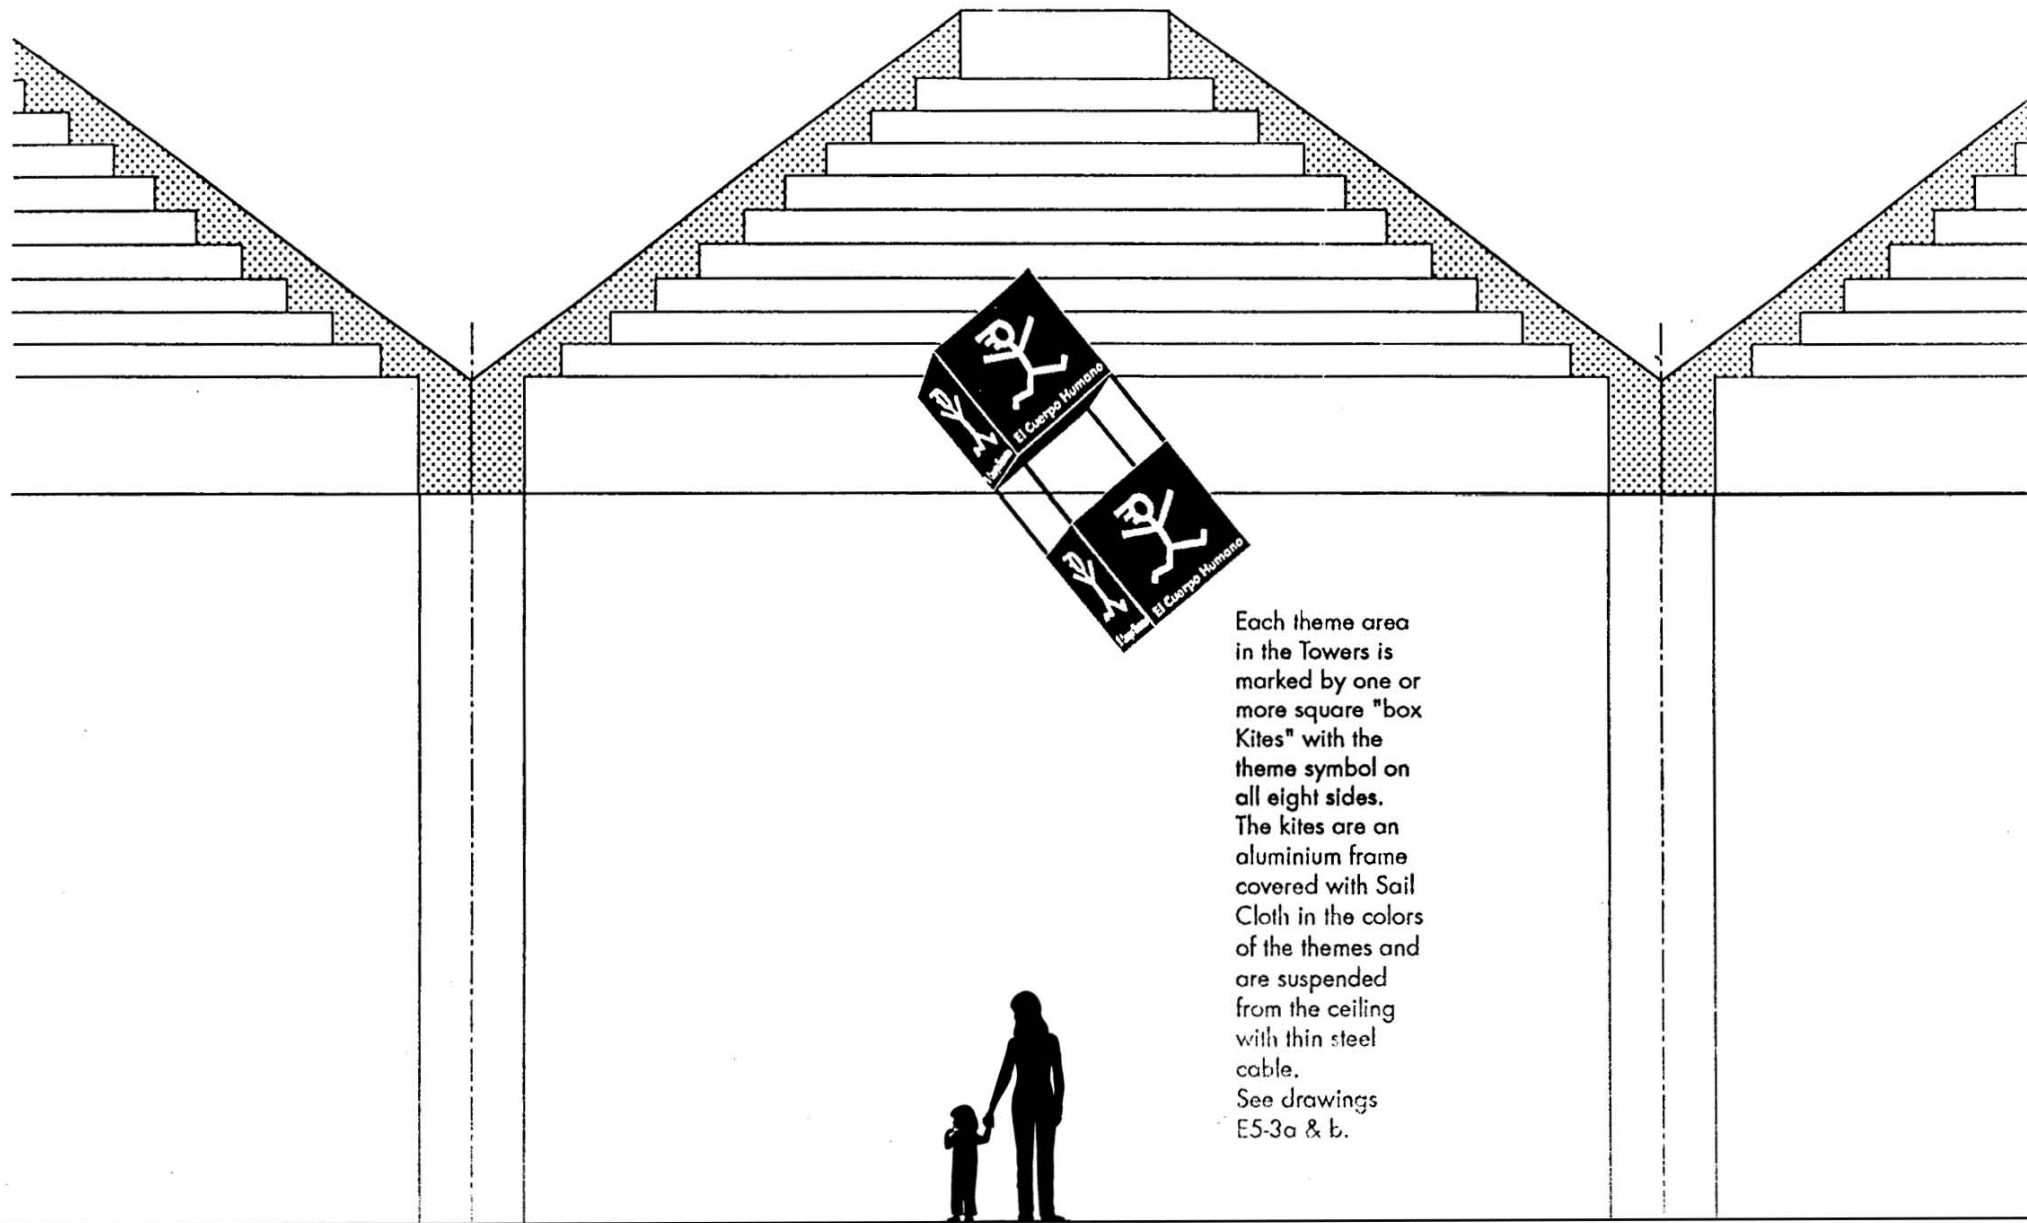 El Cuerpo Humano
El Cuerpo Humano
Each theme area
in the Towers is
marked by one or
more square "box
Kites" with the
theme symbol on
all eight sides.
The kites are an
aluminium frame
covered with Sail
Cloth in the colors
of the themes and
are suspended
from the ceiling
with thin steel
cable.
See drawings
E5-3a & b.